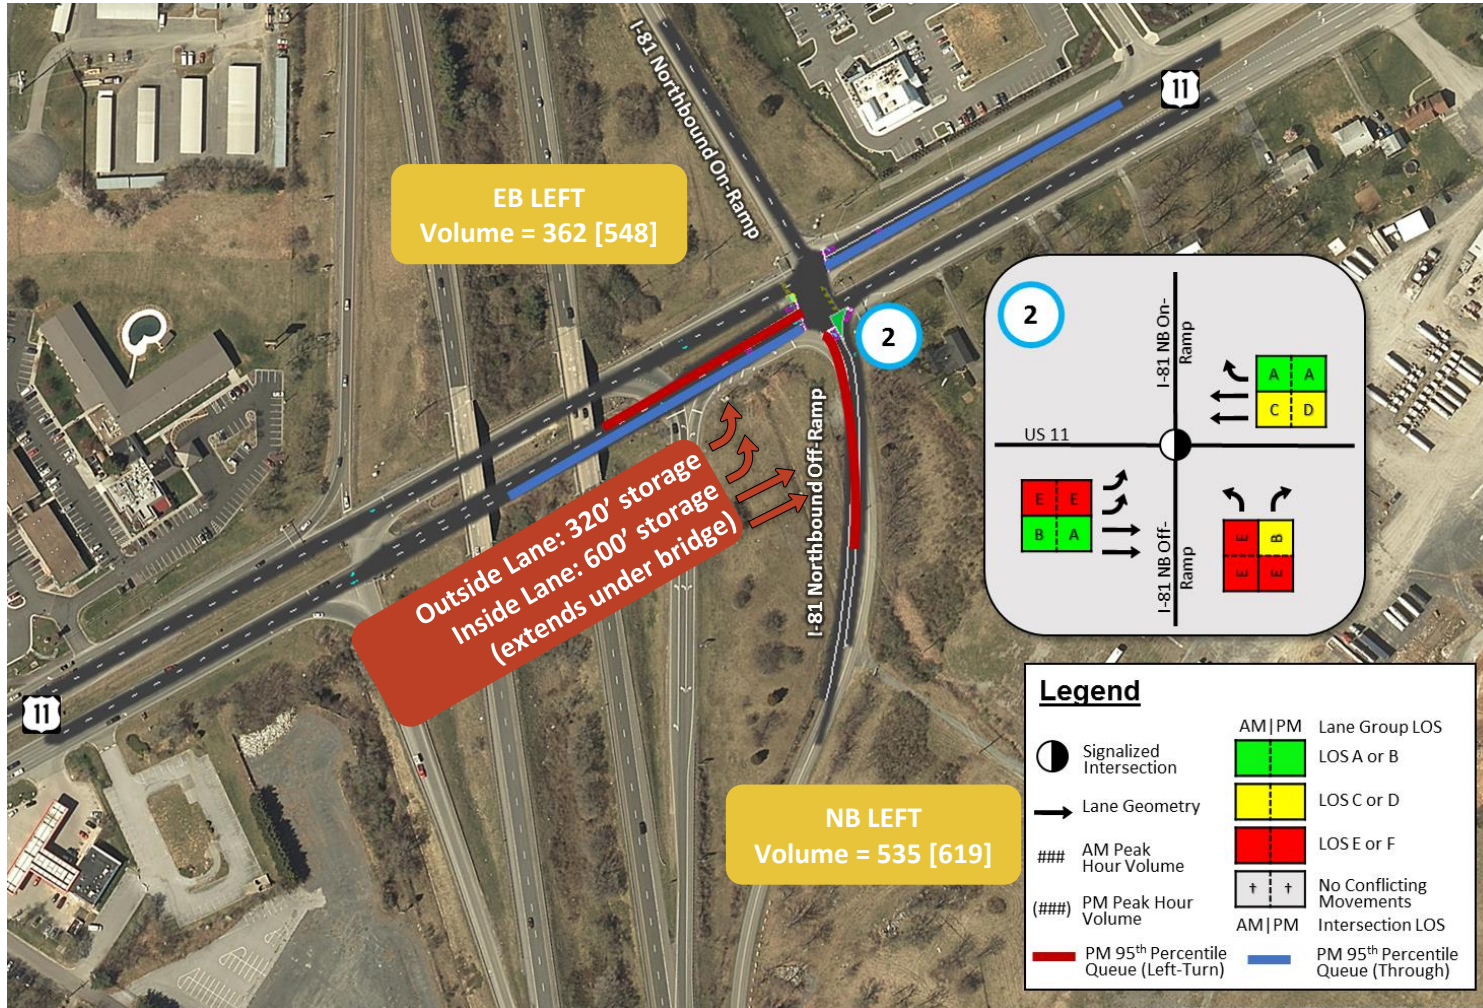 I-81 Northbound On-Ramp
11
EB LEFT
Volume = 362 [548]
2
Outside Lane: 320’ storage
Inside Lane: 600’ storage
(extends under bridge)
I-81 Northbound Off-Ramp
11
NB LEFT
Volume = 535 [619]
2
I-81 NB On-
Ramp
A A
C D
US 11
E E
B A
I-81 NB Off-
Ramp
E B
E E
Legend
Signalized
Intersection
Lane Geometry
### AM Peak
Hour Volume
(###) PM Peak Hour
Volume
PM 95th Percentile
Queue (Left-Turn)
AM|PM Lane Group LOS
LOS A or B
LOS C or D
LOS E or F
† † No Conflicting
Movements
AM|PM Intersection LOS
PM 95th Percentile
Queue (Through)